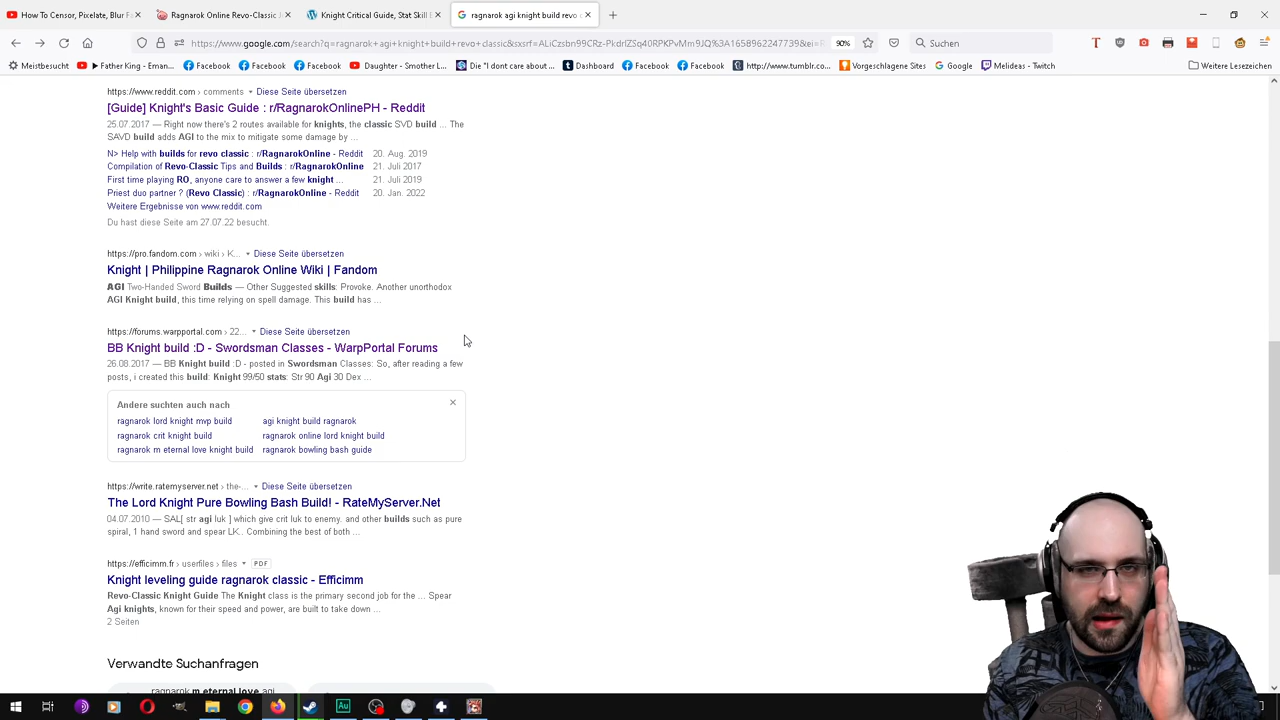 How To Censor, Pixelate, Blur F
Ragnarok Online Revo-Classic
Knight Critical Guide, Stat Skill B
ragnarok agi knight build revo c
https://www.google.com/search?q=ragnarok+agi+knight+build+revo+cla
90%
Suchen
Meistbesucht
Father King - Eman...
Facebook
Facebook
Facebook
Daughter - Smother L...
Die "I dont care about ...
Dashboard
Facebook
Facebook
http://www.tumblr.co...
Vorgeschlagene Sites
Google
Melideas - Twitch
Weitere Lesezeichen
https://www.reddit.com › comments
Diese Seite übersetzen
[Guide] Knight's Basic Guide : r/RagnarokOnlinePH - Reddit
25.07.2017 — Right now there's 2 routes available for knights, the classic SVD build ... The
SAVD build adds AGI to the mix to mitigate some damage by ...
N> Help with builds for revo classic : r/RagnarokOnline - Reddit 20. Aug. 2019
Compilation of Revo-Classic Tips and Builds : r/RagnarokOnline 21. Juli 2017
First time playing RO, anyone care to answer a few knight ... 21. Juli 2019
Priest duo partner ? (Revo Classic) : r/RagnarokOnline - Reddit 20. Jan. 2022
Weitere Ergebnisse von www.reddit.com
Du hast diese Seite am 27.07.22 besucht.
https://pro.fandom.com › wiki › K...
Diese Seite übersetzen
Knight | Philippine Ragnarok Online Wiki | Fandom
AGI Two-Handed Sword Builds — Other Suggested skills: Provoke. Another unorthodox
AGI Knight build, this time relying on spell damage. This build has ...
https://forums.warpportal.com › 22...
Diese Seite übersetzen
BB Knight build :D - Swordsman Classes - WarpPortal Forums
26.08.2017 — BB Knight build :D - posted in Swordsman Classes: So, after reading a few
posts, i created this build: Knight 99/50 stats: Str 90 Agi 30 Dex ...
Andere suchten auch nach
ragnarok lord knight mvp build
agi knight build ragnarok
ragnarok crit knight build
ragnarok online lord knight build
ragnarok m eternal love knight build
ragnarok bowling bash guide
https://write.ratemyserver.net › the-...
Diese Seite übersetzen
The Lord Knight Pure Bowling Bash Build! - RateMyServer.Net
04.07.2010 — SAL[ str agi luk ] which give crit luk to enemy. and other builds such as pure
spiral, 1 hand sword and spear LK.. Combining the best of both ...
https://efficimm.fr › userfiles › files
PDF
Knight leveling guide ragnarok classic - Efficimm
Revo-Classic Knight Guide The Knight class is the primary second job for the ... Spear
Agi knights, known for their speed and power, are built to take down ...
2 Seiten
Verwandte Suchanfragen
ragnarok m eternal love agi